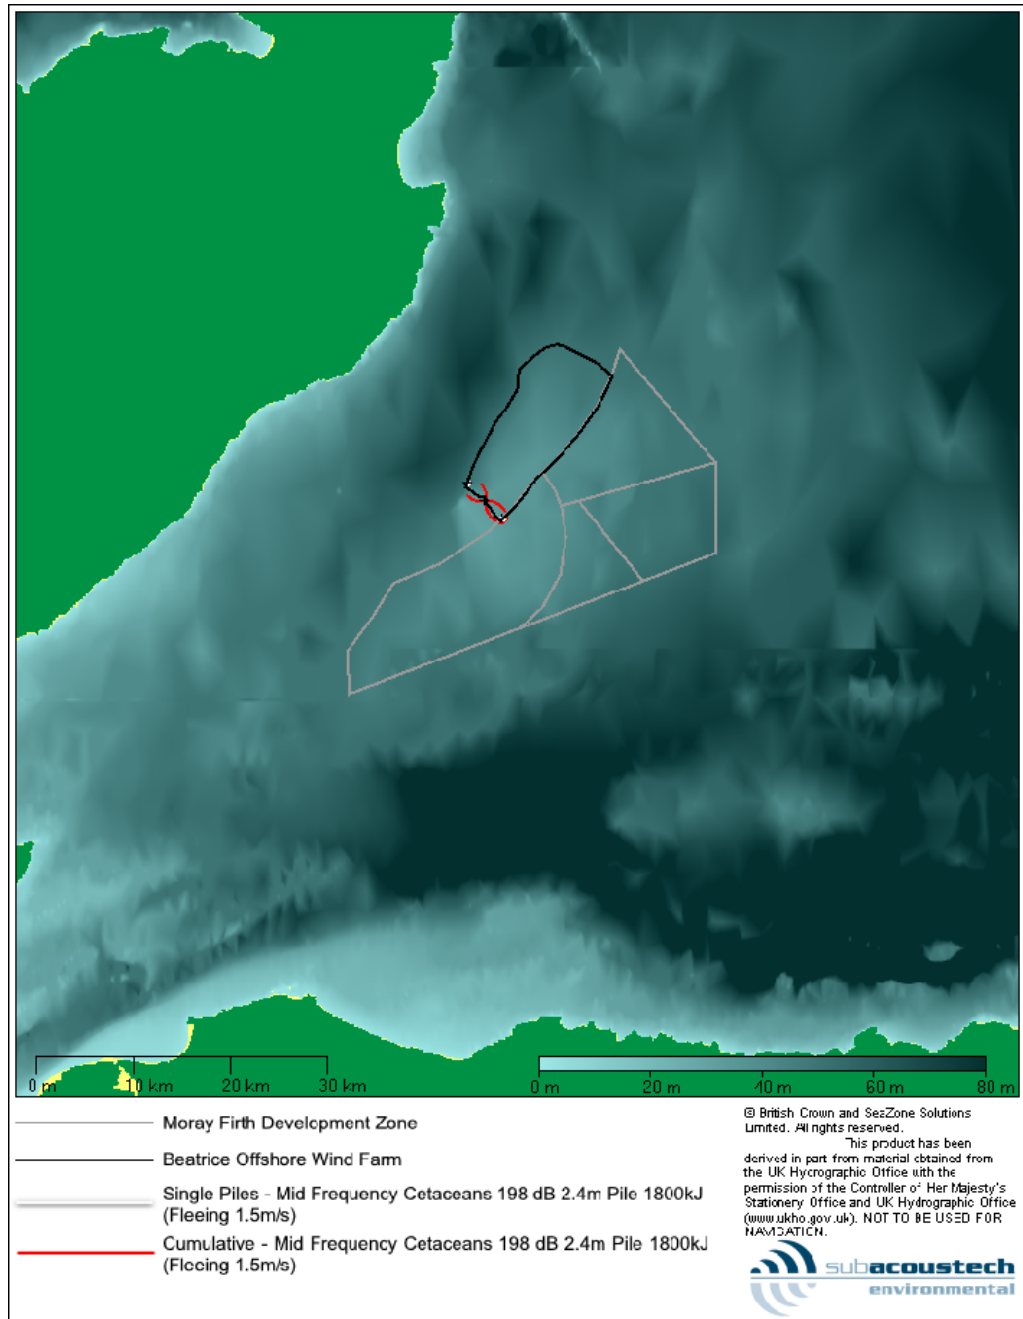 0 m 10 km 20 km 30 km
0 m 20 m 40 m 60 m 80 m
Moray Firth Development Zone
Beatrice Offshore Wind Farm
Single Piles - Mid Frequency Cetaceans 198 dB 2.4m Pile 1800kJ
(Fleeing 1.5m/s)
Cumulative - Mid Frequency Cetaceans 198 dB 2.4m Pile 1800kJ
(Fleeing 1.5m/s)
© British Crown and SeaZone Solutions
Limited. All rights reserved.
This product has been
derived in part from material obtained from
the UK Hydrographic Office with the
permission of the Controller of Her Majesty's
Stationery Office and UK Hydrographic Office
(www.ukho.gov.uk). NOT TO BE USED FOR
NAVIGATION.
subacoustech
environmental